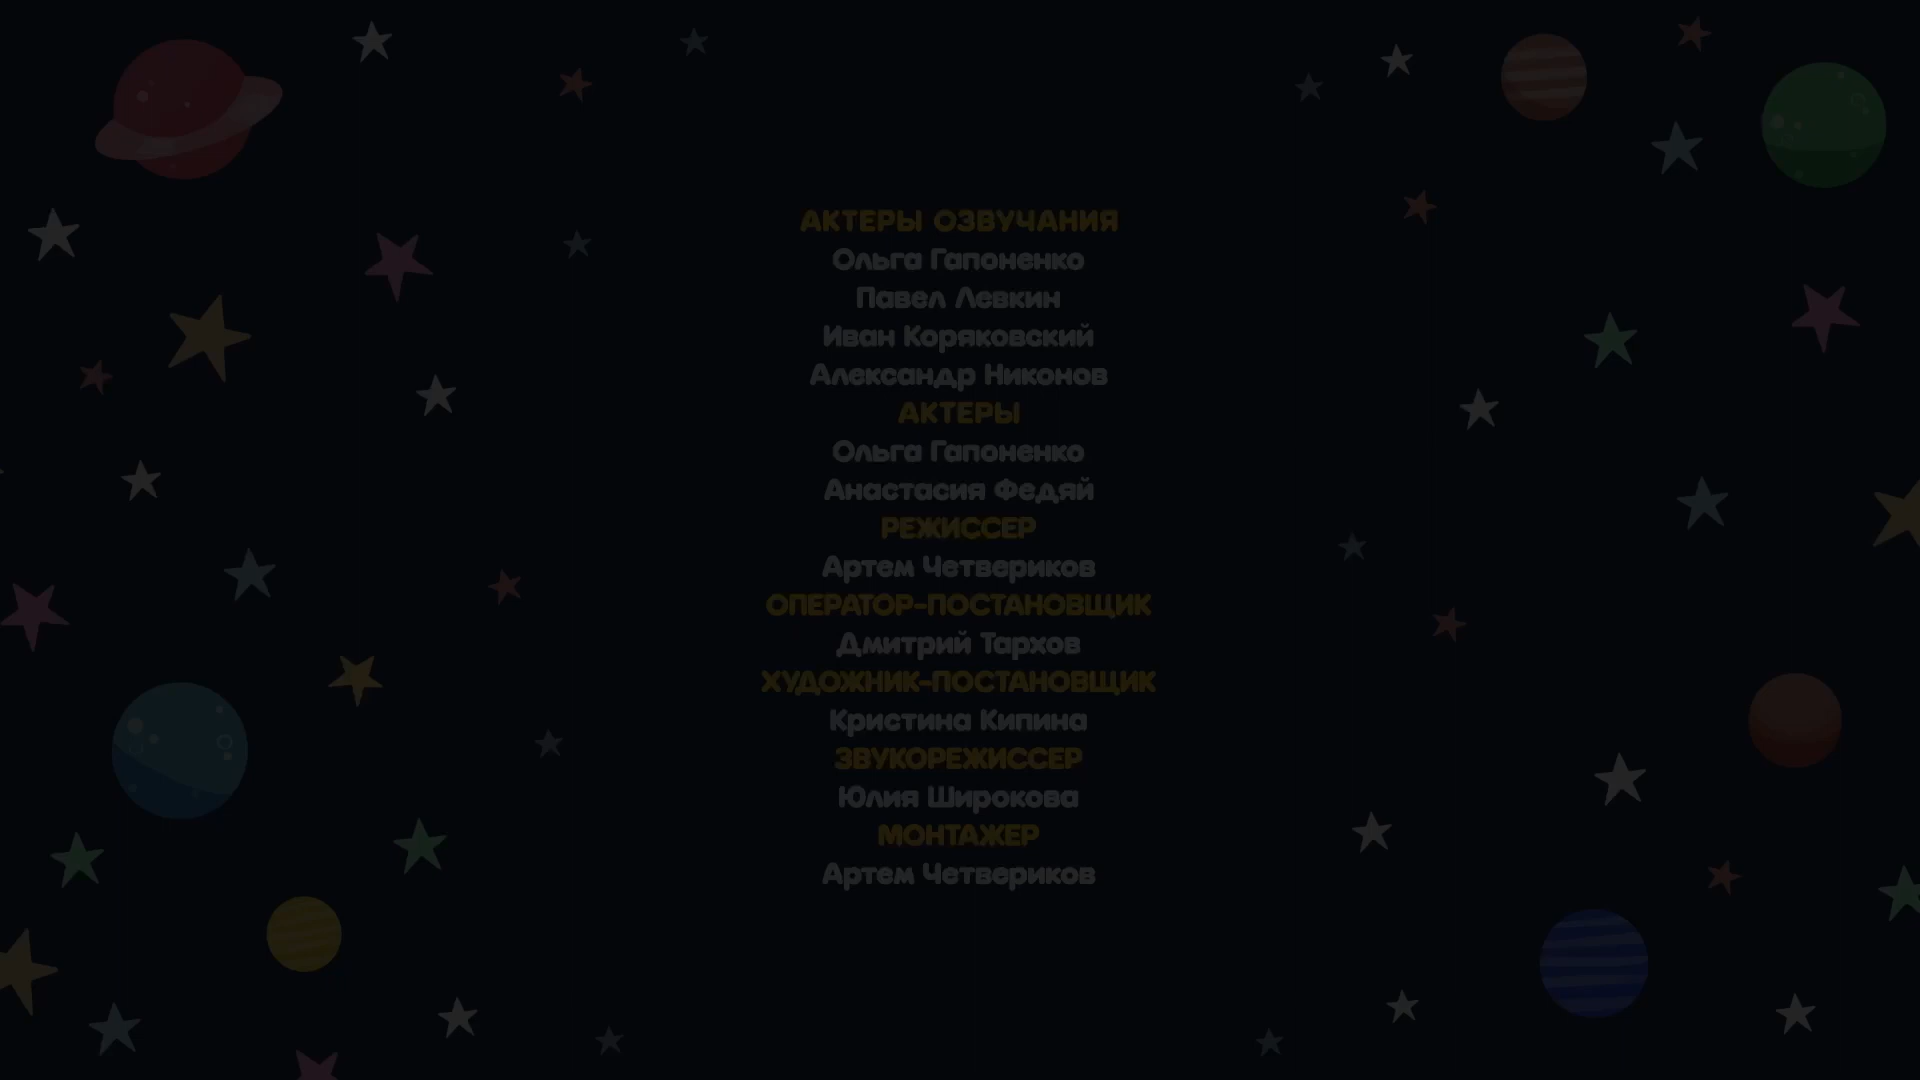 АКТЕРЫ ОЗВУЧАНИЯ
Ольга Гапоненко
Павел Левкин
Иван Коряковский
Александр Никонов
АКТЕРЫ
Ольга Гапоненко
Анастасия Федяй
РЕЖИССЕР
Артем Четвериков
ОПЕРАТОР-ПОСТАНОВЩИК
Дмитрий Тархов
ХУДОЖНИК-ПОСТАНОВЩИК
Кристина Кипина
ЗВУКОРЕЖИССЕР
Юлия Широкова
МОНТАЖЕР
Артем Четвериков